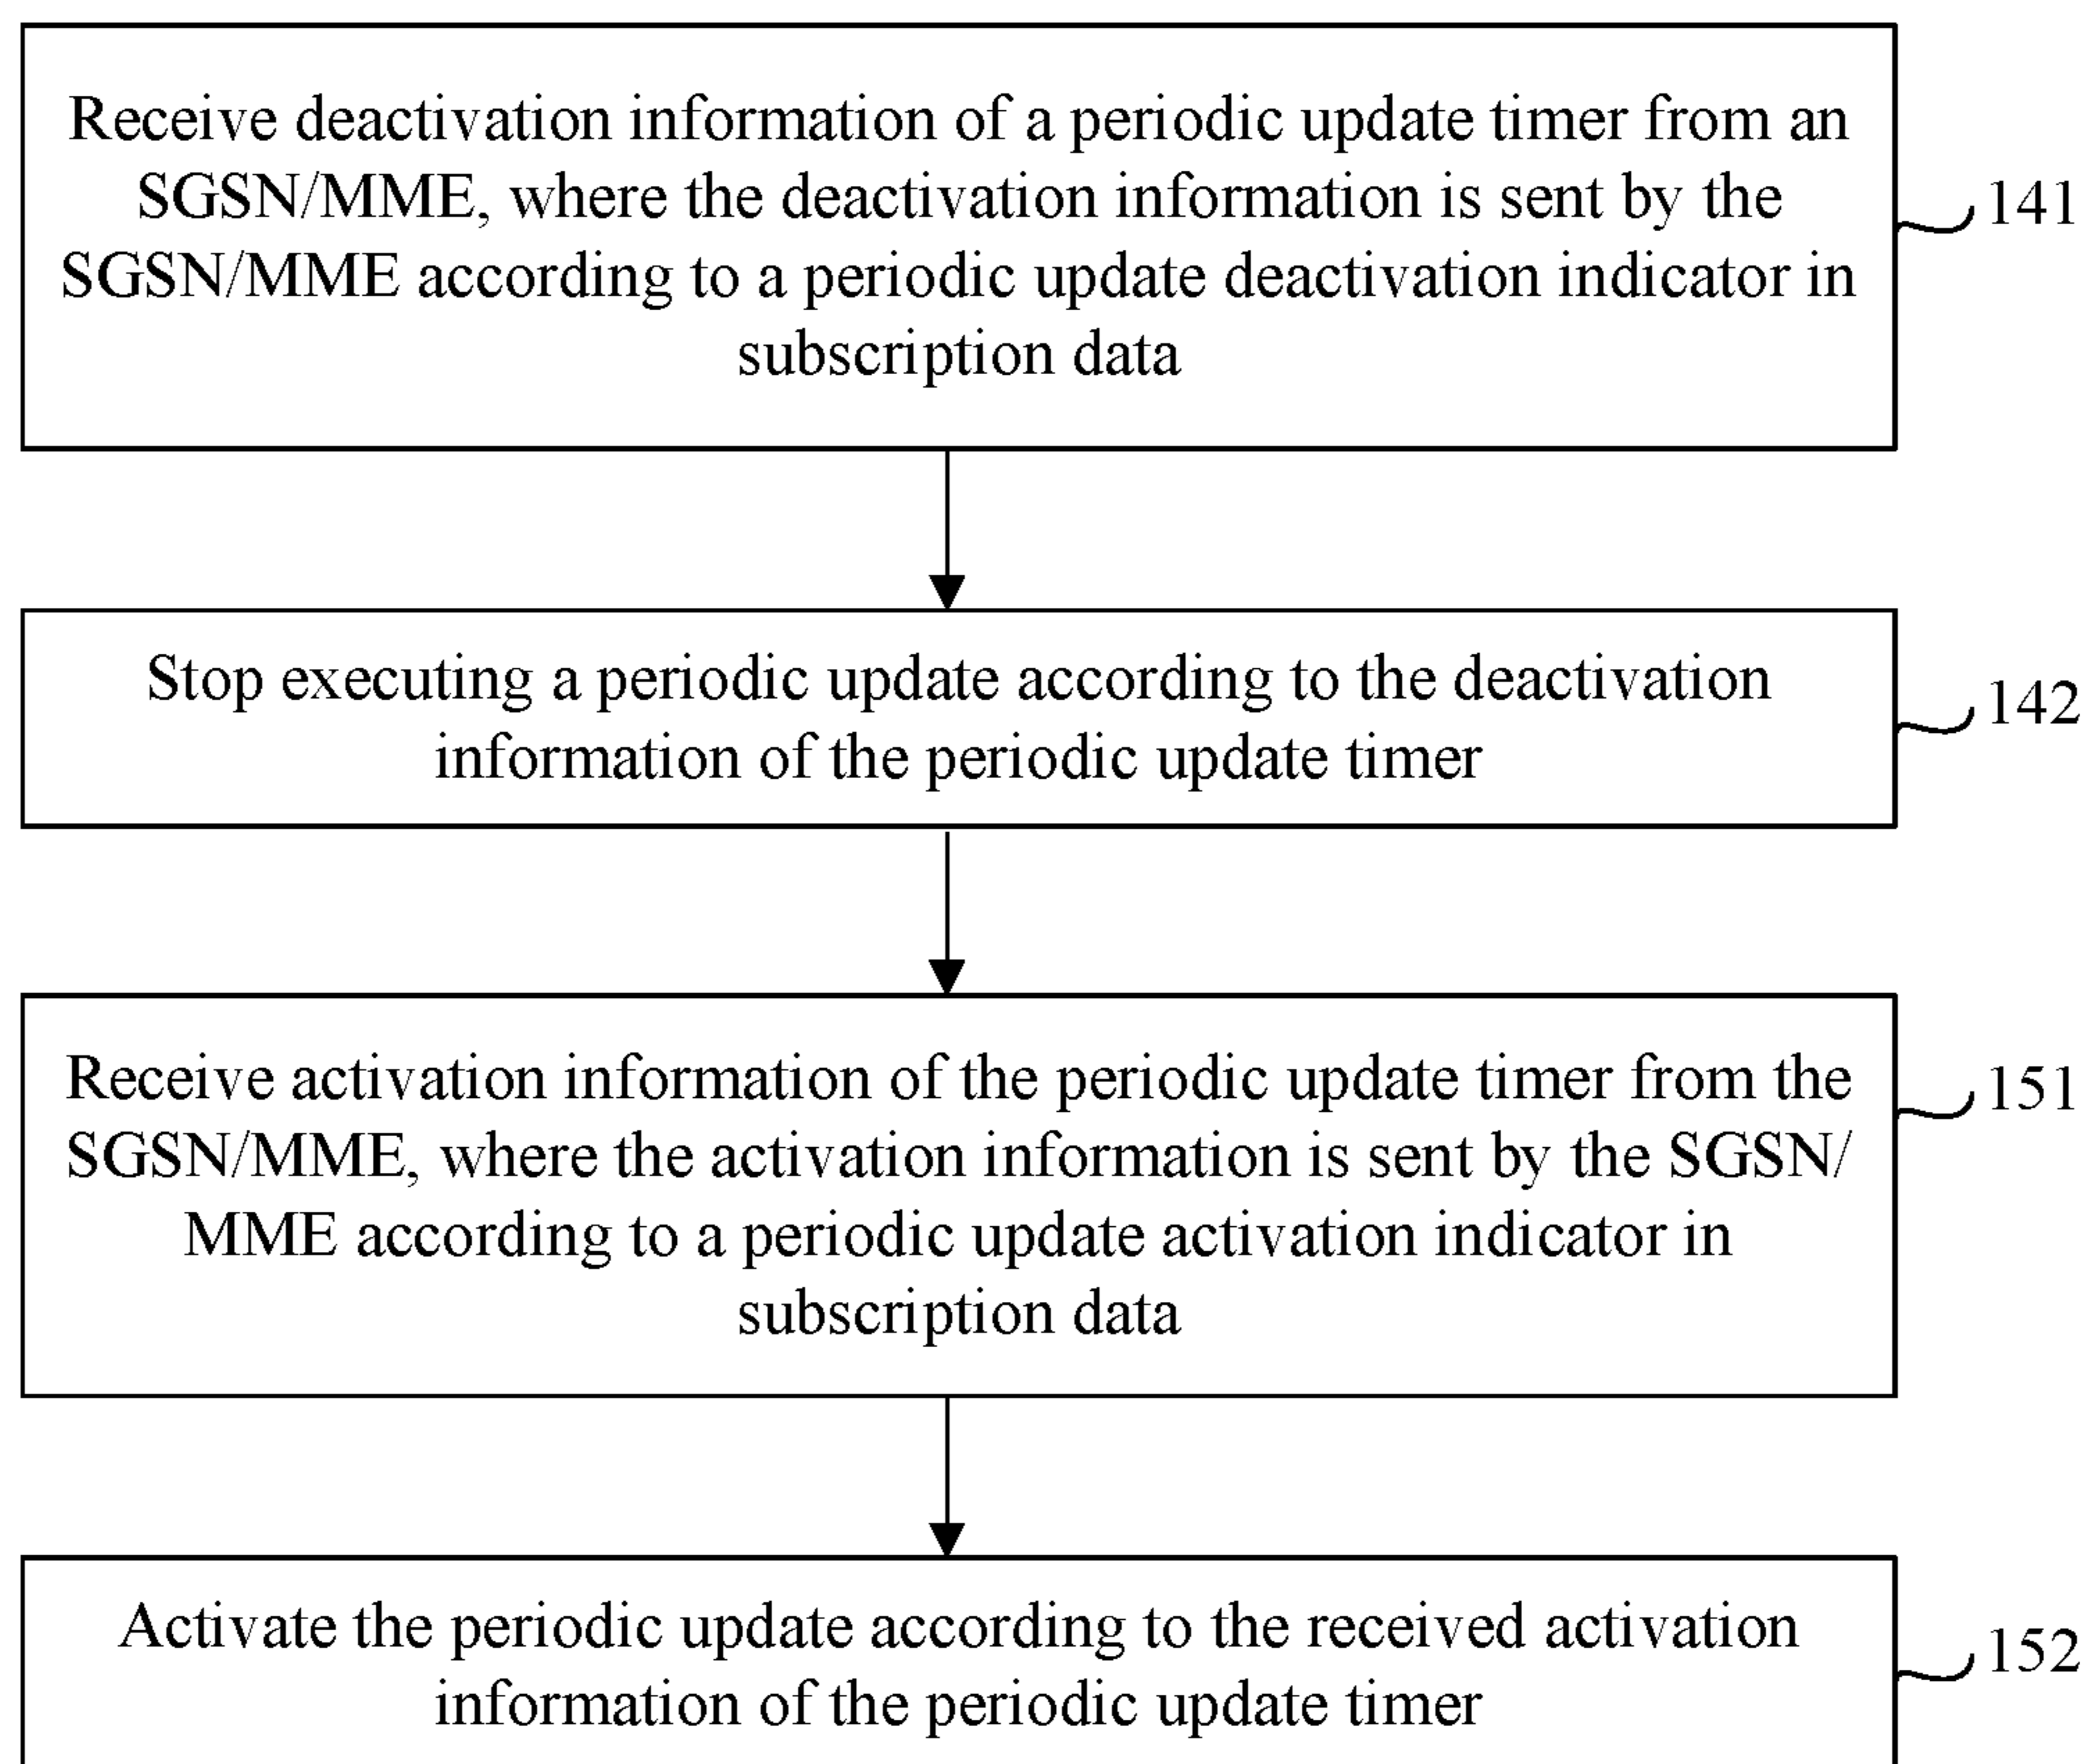 Receive deactivation information of a periodic update timer from an
SGSN/MME, where the deactivation information is sent by the
SGSN/MME according to a periodic update deactivation indicator in
subscription data
141
Stop executing a periodic update according to the deactivation
information of the periodic update timer
142
Receive activation information of the periodic update timer from the
SGSN/MME, where the activation information is sent by the SGSN/
MME according to a periodic update activation indicator in
subscription data
151
Activate the periodic update according to the received activation
information of the periodic update timer
152